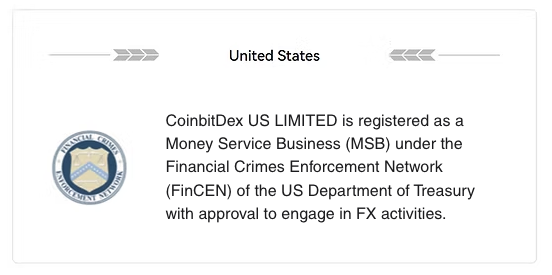 United States
CoinbitDex US LIMITED is registered as a
Money Service Business (MSB) under the
Financial Crimes Enforcement Network
(FinCEN) of the US Department of Treasury
with approval to engage in FX activities.
FINANCIAL CRIMES
ENFORCEMENT NETWORK